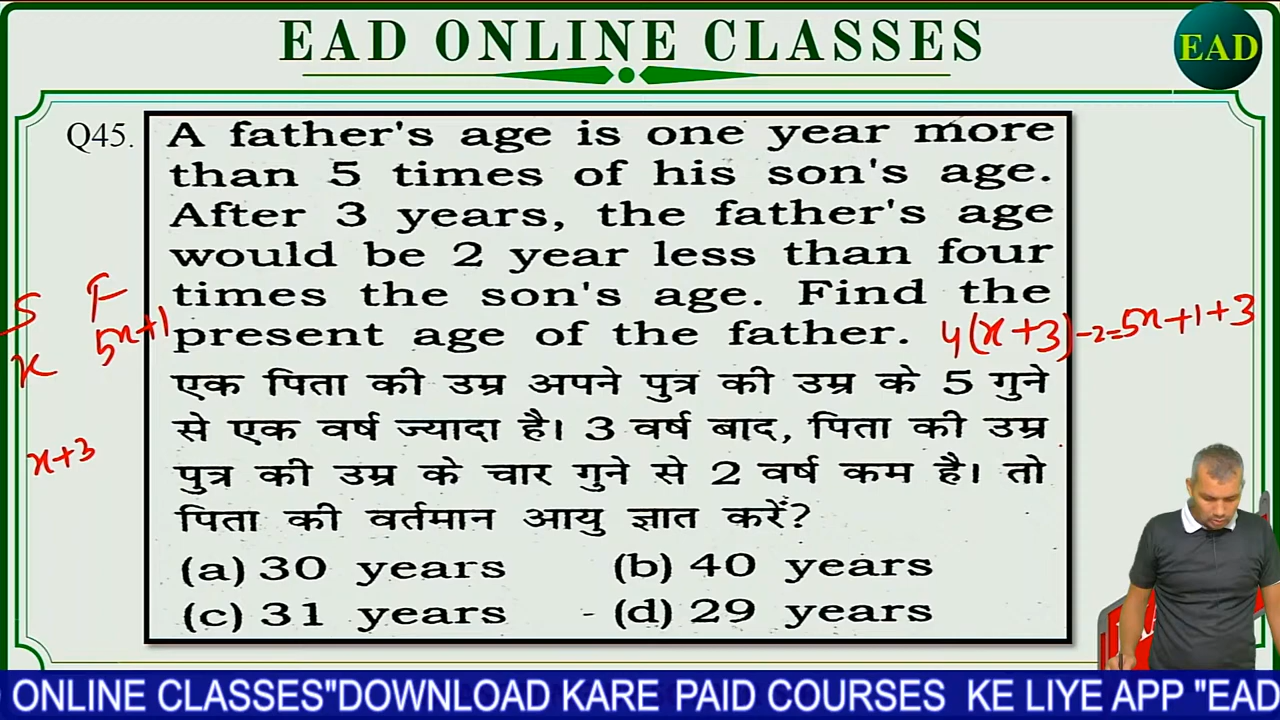 EAD ONLINE CLASSES
EAD
Q45. A father's age is one year more
than 5 times of his son's age.
After 3 years, the father's age
would be 2 year less than four
times the son's age. Find the
present age of the father.
S F
x 5x+1
x+3
4(x+3)-2=5x+1+3
एक पिता की उम्र अपने पुत्र की उम्र के 5 गुने
से एक वर्ष ज्यादा है। 3 वर्ष बाद, पिता की उम्र
पुत्र की उम्र के चार गुने से 2 वर्ष कम है। तो
पिता की वर्तमान आयु ज्ञात करें?
(a) 30 years (b) 40 years
(c) 31 years (d) 29 years
ONLINE CLASSES"DOWNLOAD KARE PAID COURSES KE LIYE APP "EAD